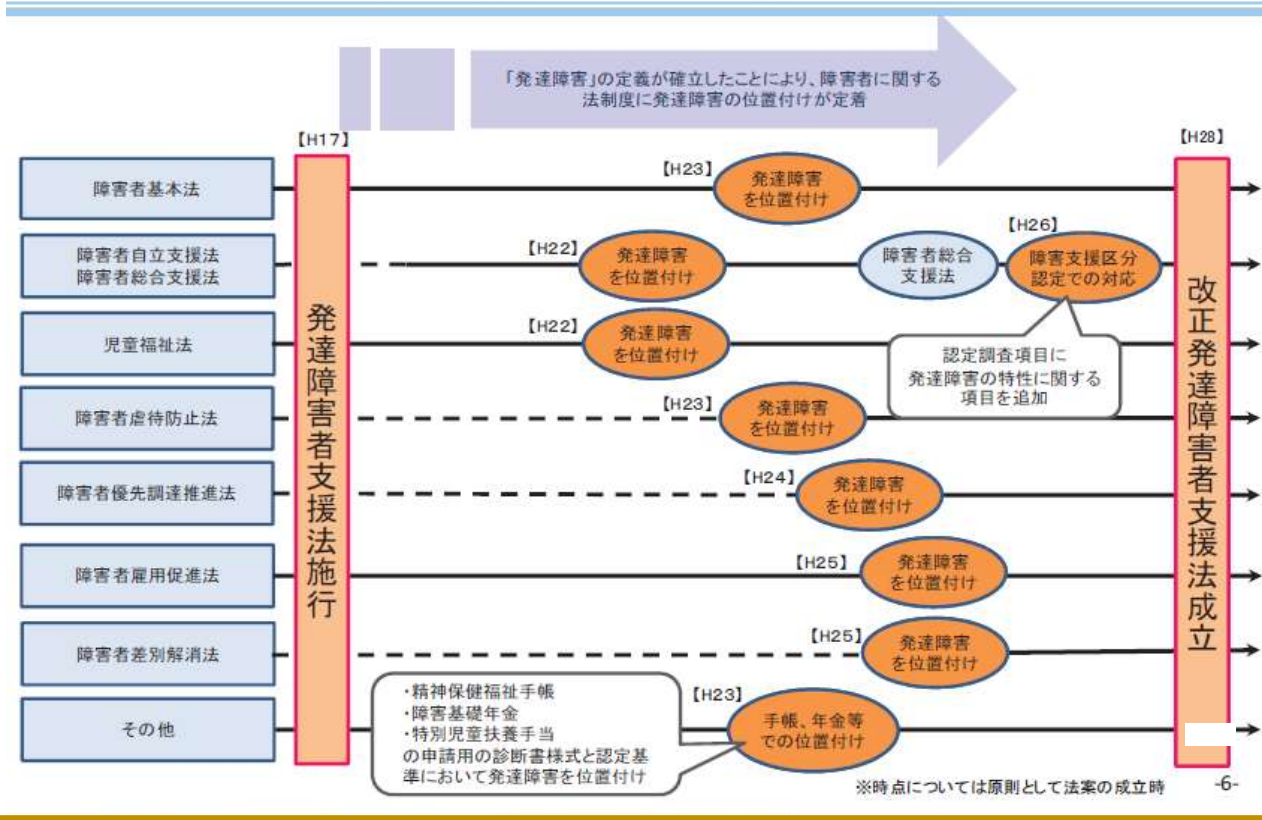 「発達障害」の定義が確立したことにより、障害者に関する
法制度に発達障害の位置付けが定着
【H17】
【H28】
発達障害者支援法施行
改正発達障害者支援法成立
障害者基本法
【H23】
発達障害
を位置付け
障害者自立支援法
障害者総合支援法
【H22】
発達障害
を位置付け
障害者総合
支援法
【H26】
障害支援区分
認定での対応
認定調査項目に
発達障害の特性に関する
項目を追加
児童福祉法
【H22】
発達障害
を位置付け
障害者虐待防止法
【H23】
発達障害
を位置付け
障害者優先調達推進法
【H24】
発達障害
を位置付け
障害者雇用促進法
【H25】
発達障害
を位置付け
障害者差別解消法
【H25】
発達障害
を位置付け
その他
・精神保健福祉手帳
・障害基礎年金
・特別児童扶養手当
の申請用の診断書様式と認定基
準において発達障害を位置付け
【H23】
手帳、年金等
での位置付け
※時点については原則として法案の成立時
-6-